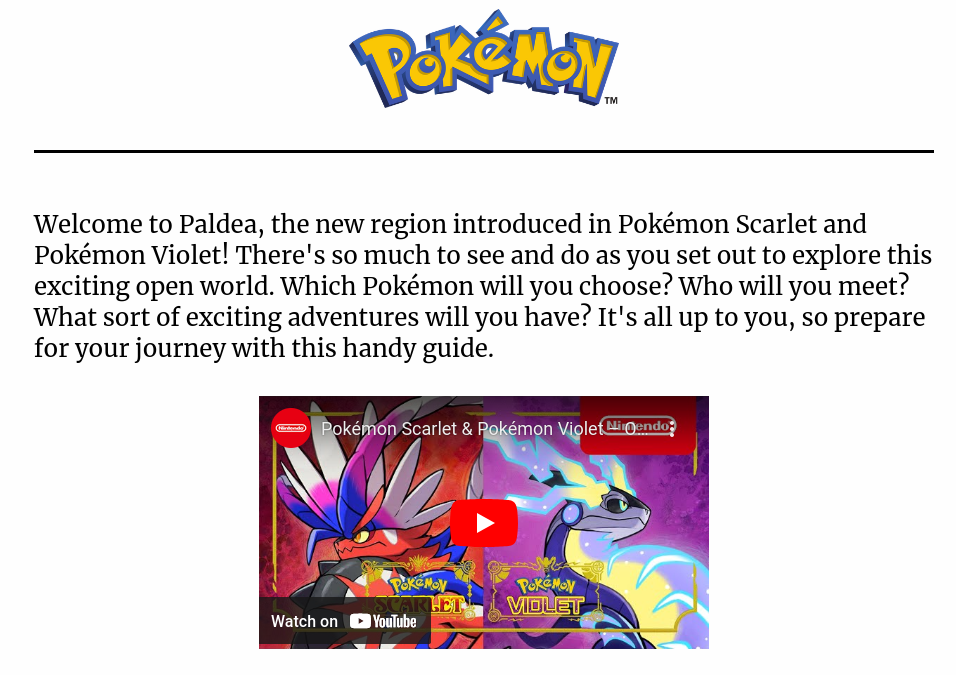 POKéMON
TM
Welcome to Paldea, the new region introduced in Pokémon Scarlet and
Pokémon Violet! There's so much to see and do as you set out to explore this
exciting open world. Which Pokémon will you choose? Who will you meet?
What sort of exciting adventures will you have? It's all up to you, so prepare
for your journey with this handy guide.
Nintendo
Pokémon Scarlet & Pokémon Violet – O...
Nintendo
POKéMON
SCARLET
POKéMON
VIOLET
Watch on YouTube